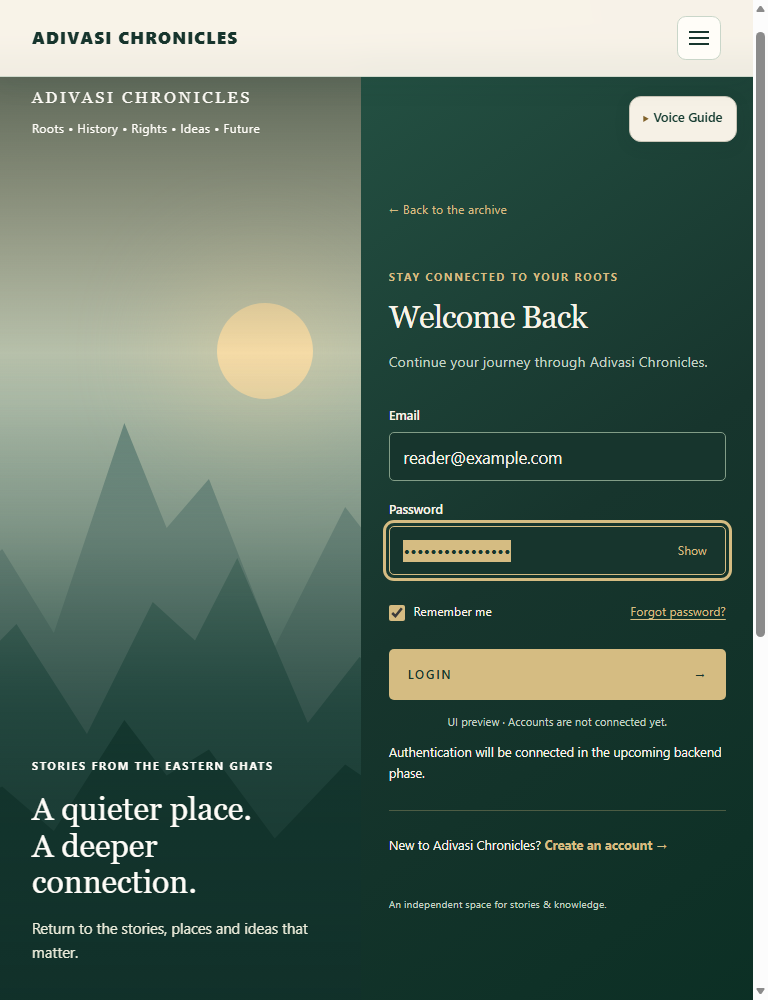 ADIVASI CHRONICLES
ADIVASI CHRONICLES
Roots • History • Rights • Ideas • Future
▸ Voice Guide
← Back to the archive
STAY CONNECTED TO YOUR ROOTS
Welcome Back
Continue your journey through Adivasi Chronicles.
Email
reader@example.com
Password
••••••••••••••••
Show
Remember me
Forgot password?
LOGIN →
UI preview · Accounts are not connected yet.
Authentication will be connected in the upcoming backend
phase.
New to Adivasi Chronicles? Create an account →
An independent space for stories & knowledge.
STORIES FROM THE EASTERN GHATS
A quieter place.
A deeper
connection.
Return to the stories, places and ideas that
matter.